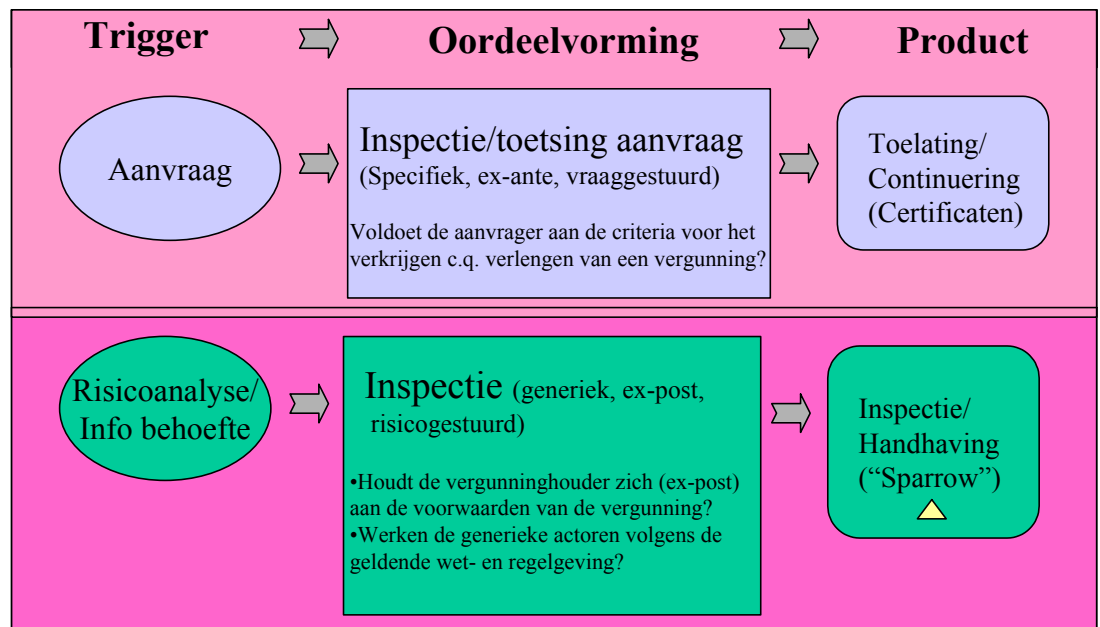 Trigger
Oordeelvorming
Product
Aanvraag
Inspectie/toetsing aanvraag
(Specifiek, ex-ante, vraaggestuurd)
Voldoet de aanvrager aan de criteria voor het
verkrijgen c.q. verlengen van een vergunning?
Toelating/
Continuering
(Certificaten)
Risicoanalyse/
Info behoefte
Inspectie (generiek, ex-post,
risicogestuurd)
•Houdt de vergunninghouder zich (ex-post)
aan de voorwaarden van de vergunning?
•Werken de generieke actoren volgens de
geldende wet- en regelgeving?
Inspectie/
Handhaving
(“Sparrow”)